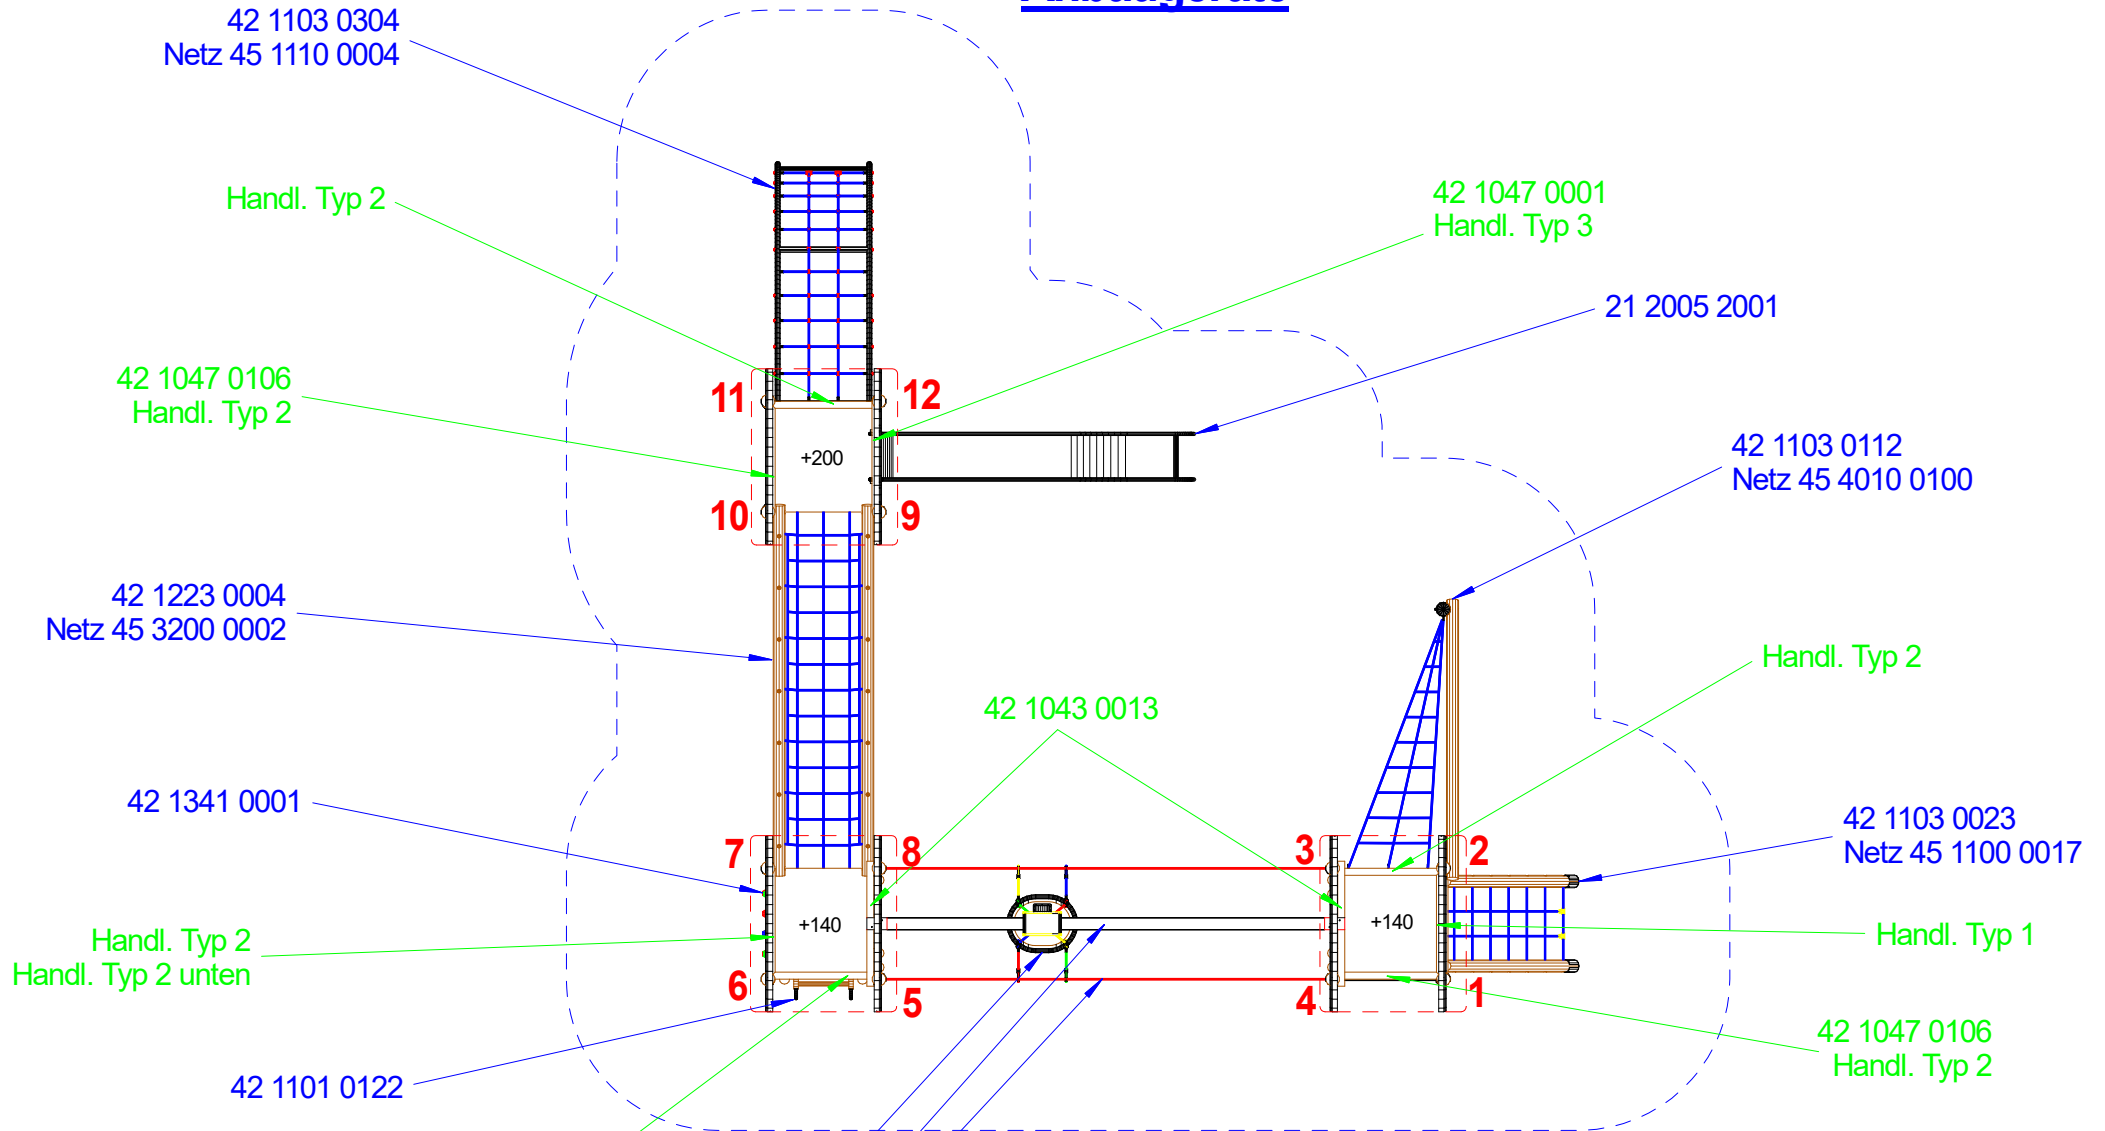 42 1103 0304
Netz 45 1110 0004
Handl. Typ 2
42 1047 0001
Handl. Typ 3
21 2005 2001
42 1047 0106
Handl. Typ 2
11
12
+200
10
9
42 1103 0112
Netz 45 4010 0100
42 1223 0004
Netz 45 3200 0002
Handl. Typ 2
42 1043 0013
42 1341 0001
42 1103 0023
Netz 45 1100 0017
7
8
3
2
+140
+140
Handl. Typ 2
Handl. Typ 2 unten
Handl. Typ 1
6
5
4
1
42 1047 0106
Handl. Typ 2
42 1101 0122